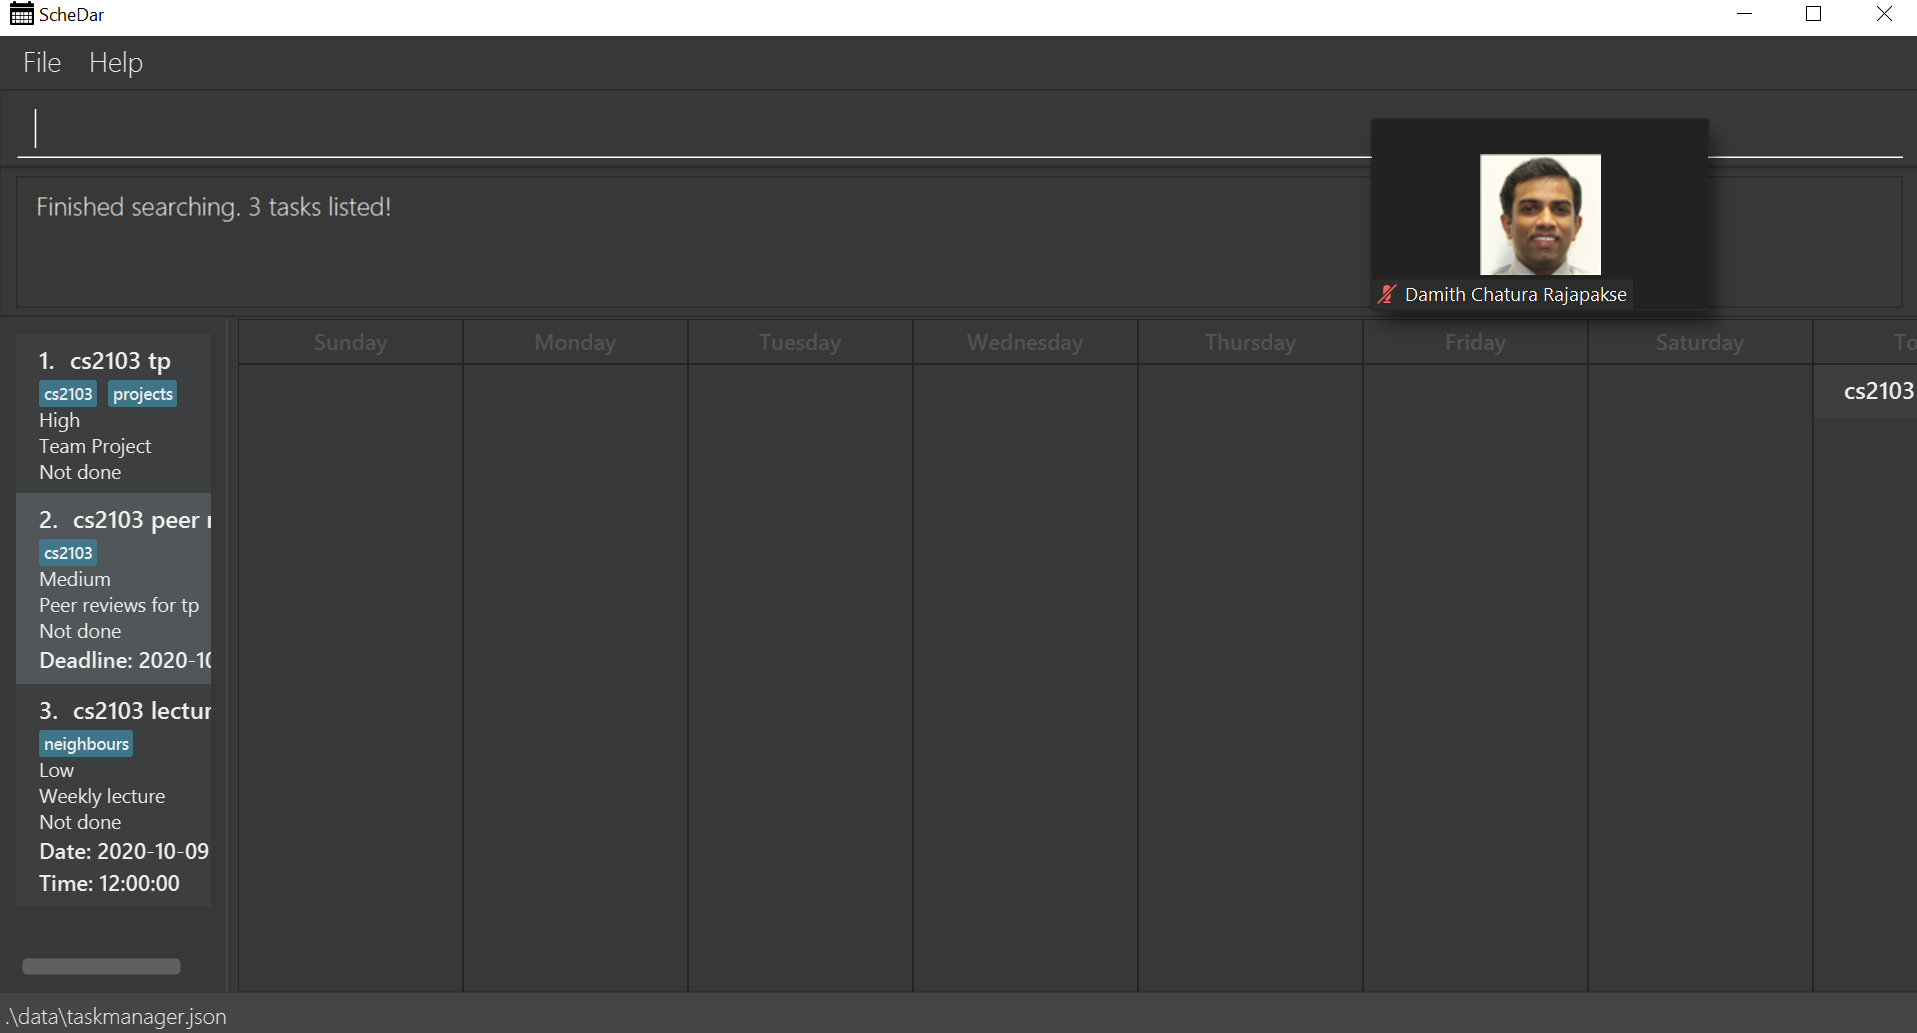 ScheDar
File Help
Finished searching. 3 tasks listed!
Damith Chatura Rajapakse
Sunday Monday Tuesday Wednesday Thursday Friday Saturday To
1. cs2103 tp
cs2103 projects
High
Team Project
Not done
2. cs2103 peer r
cs2103
Medium
Peer reviews for tp
Not done
Deadline: 2020-10
3. cs2103 lectur
neighbours
Low
Weekly lecture
Not done
Date: 2020-10-09
Time: 12:00:00
cs2103
.\data\taskmanager.json